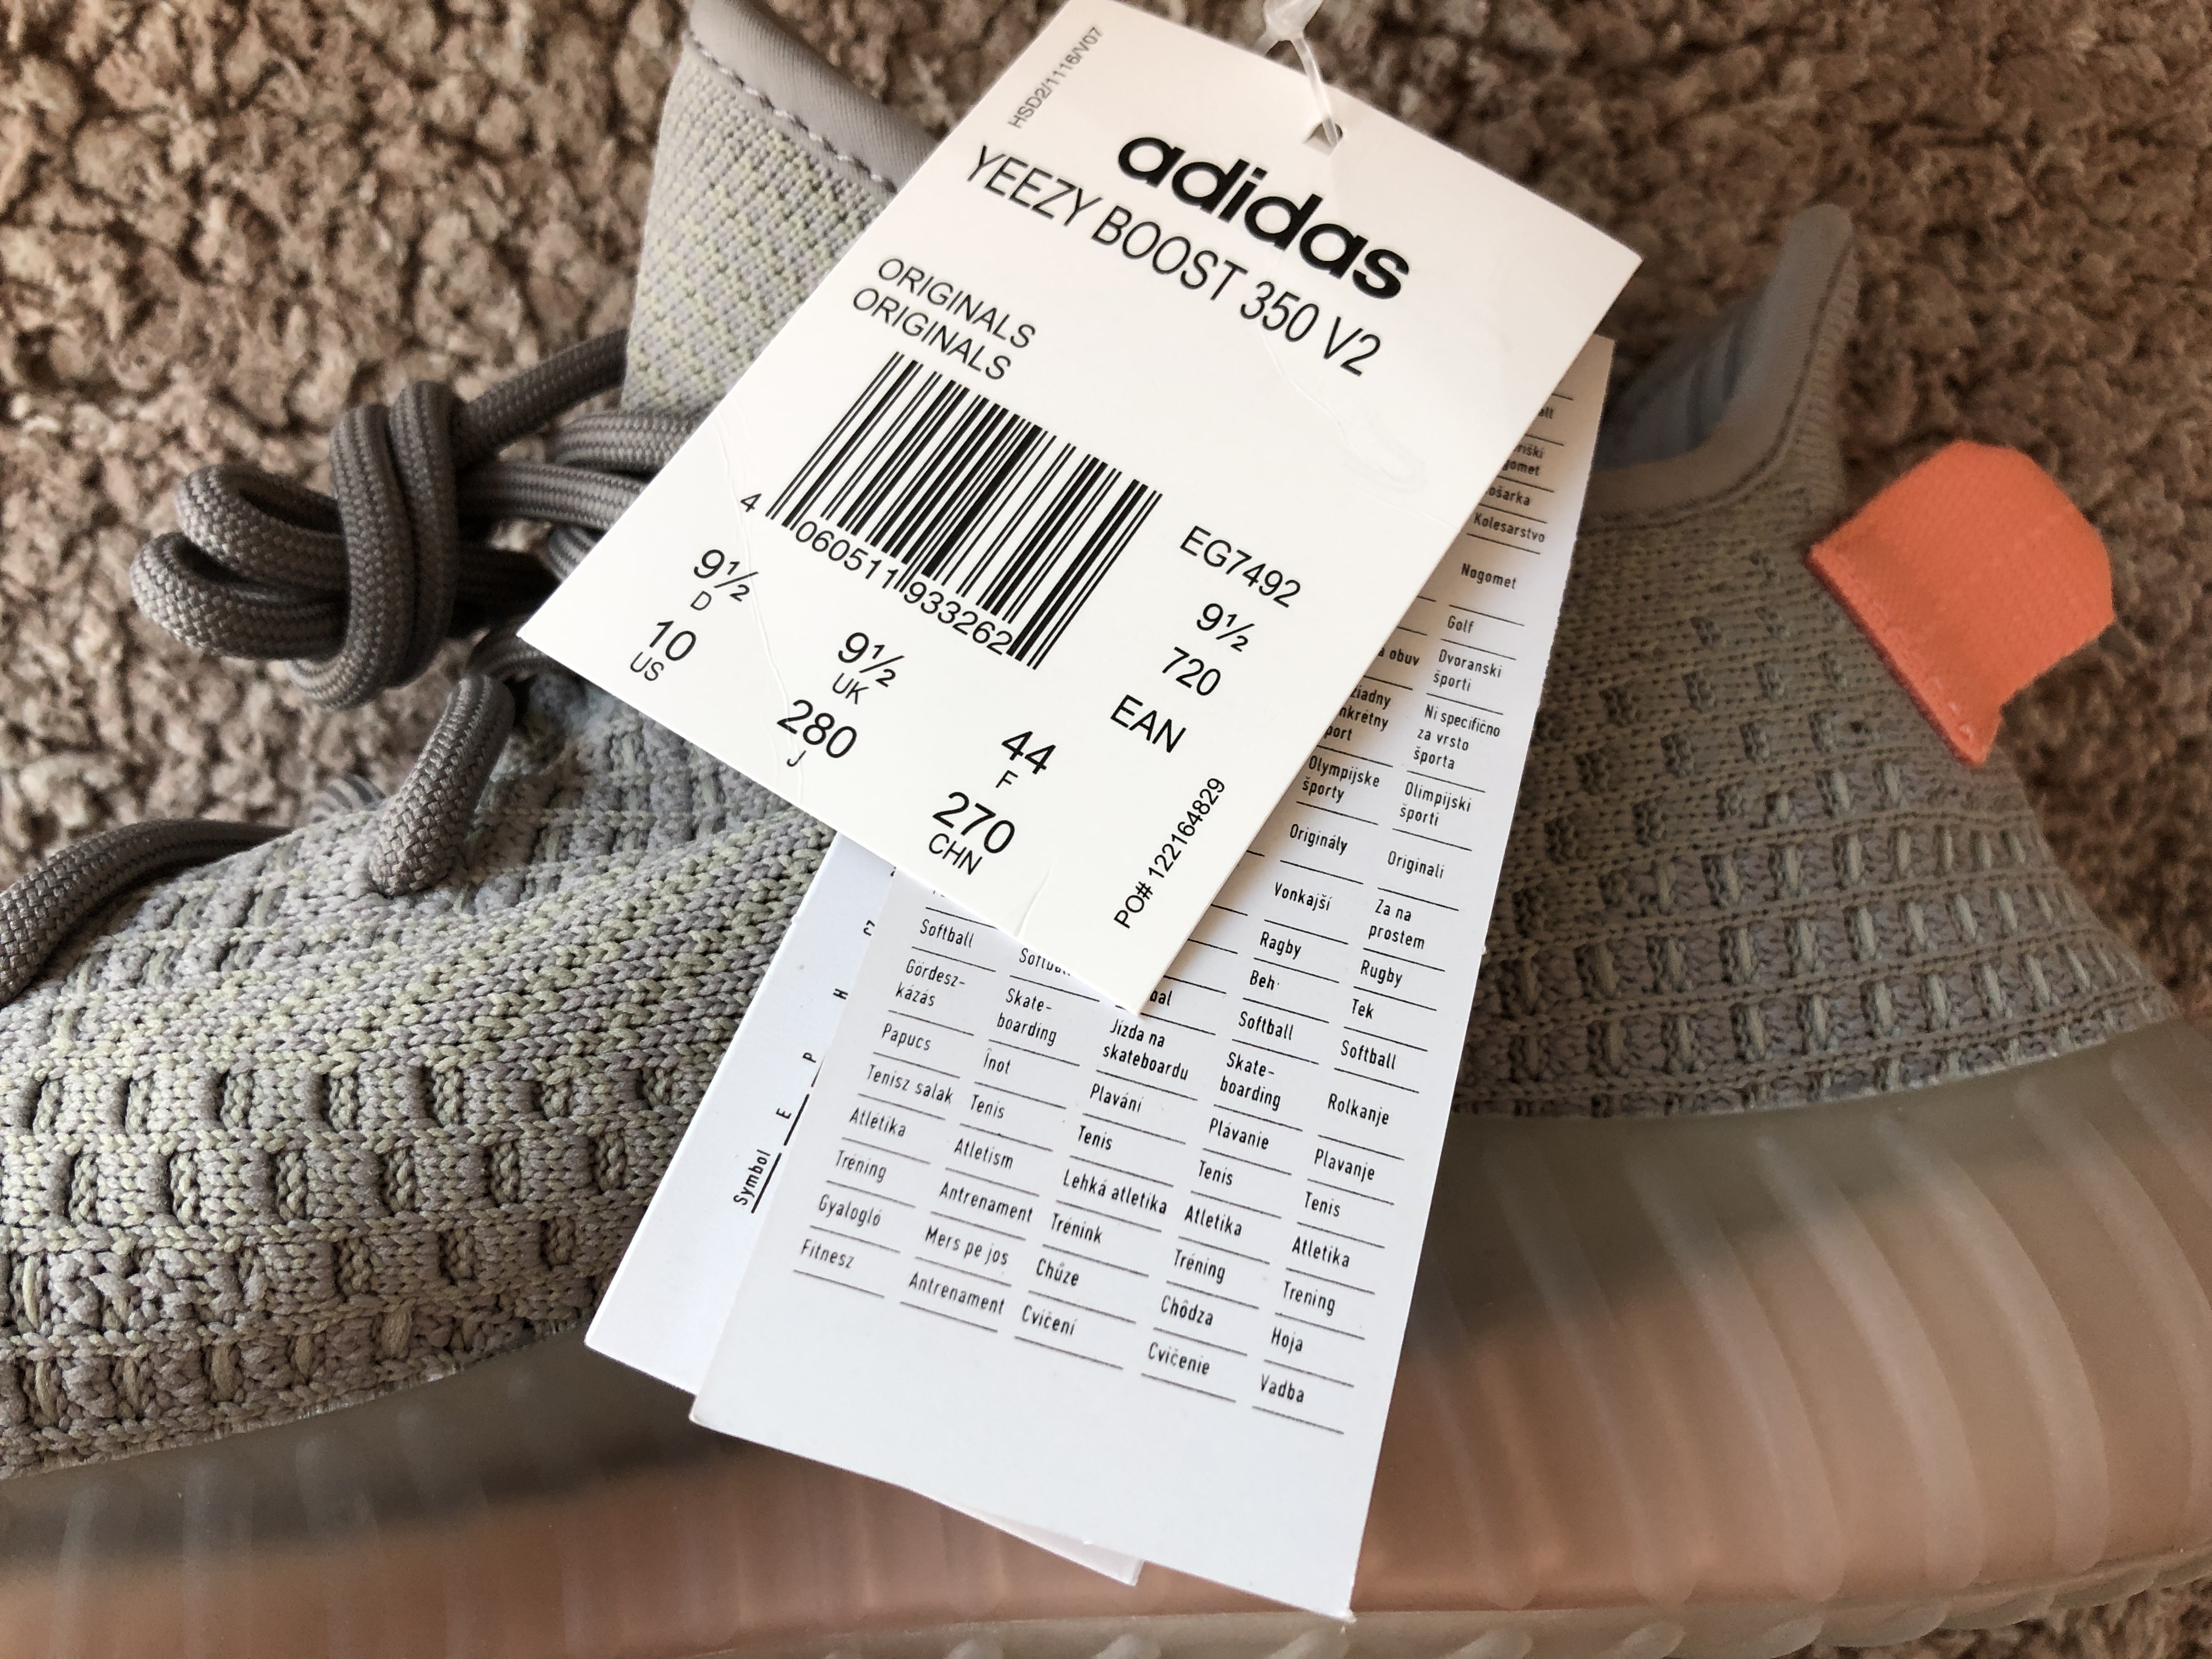 HSD2/1116/V07
adidas
YEEZY BOOST 350 V2
ORIGINALS
ORIGINALS
4 060511 933262
EG7492
9½
720
EAN
9½
D
10
US
9½
UK
280
J
44
F
270
CHN
PO# 122164829
Kolesarstvo
Nogomet
Golf
Dvoranski
športi
Ni specifično
za vrsto
športa
Olympijske
športy
Olimpijski
športi
Originály
Originali
Vonkajší
Za na
prostem
Ragby
Rugby
Beh
Tek
Softball
Softball
Softball
Gördesz-
kázás
Skate-
boarding
Jízda na
skateboardu
Skate-
boarding
Rolkanje
Papucs
Înot
Plavání
Plávanie
Plavanje
Tenisz salak
Tenis
Tenis
Tenis
Tenis
Atlétika
Atletism
Lehká atletika
Atletika
Atletika
Tréning
Antrenament
Trénink
Tréning
Trening
Gyalogló
Mers pe jos
Chůze
Chôdza
Hoja
Fitnesz
Antrenament
Cvičení
Cvičenie
Vadba
Symbol
E
P
H